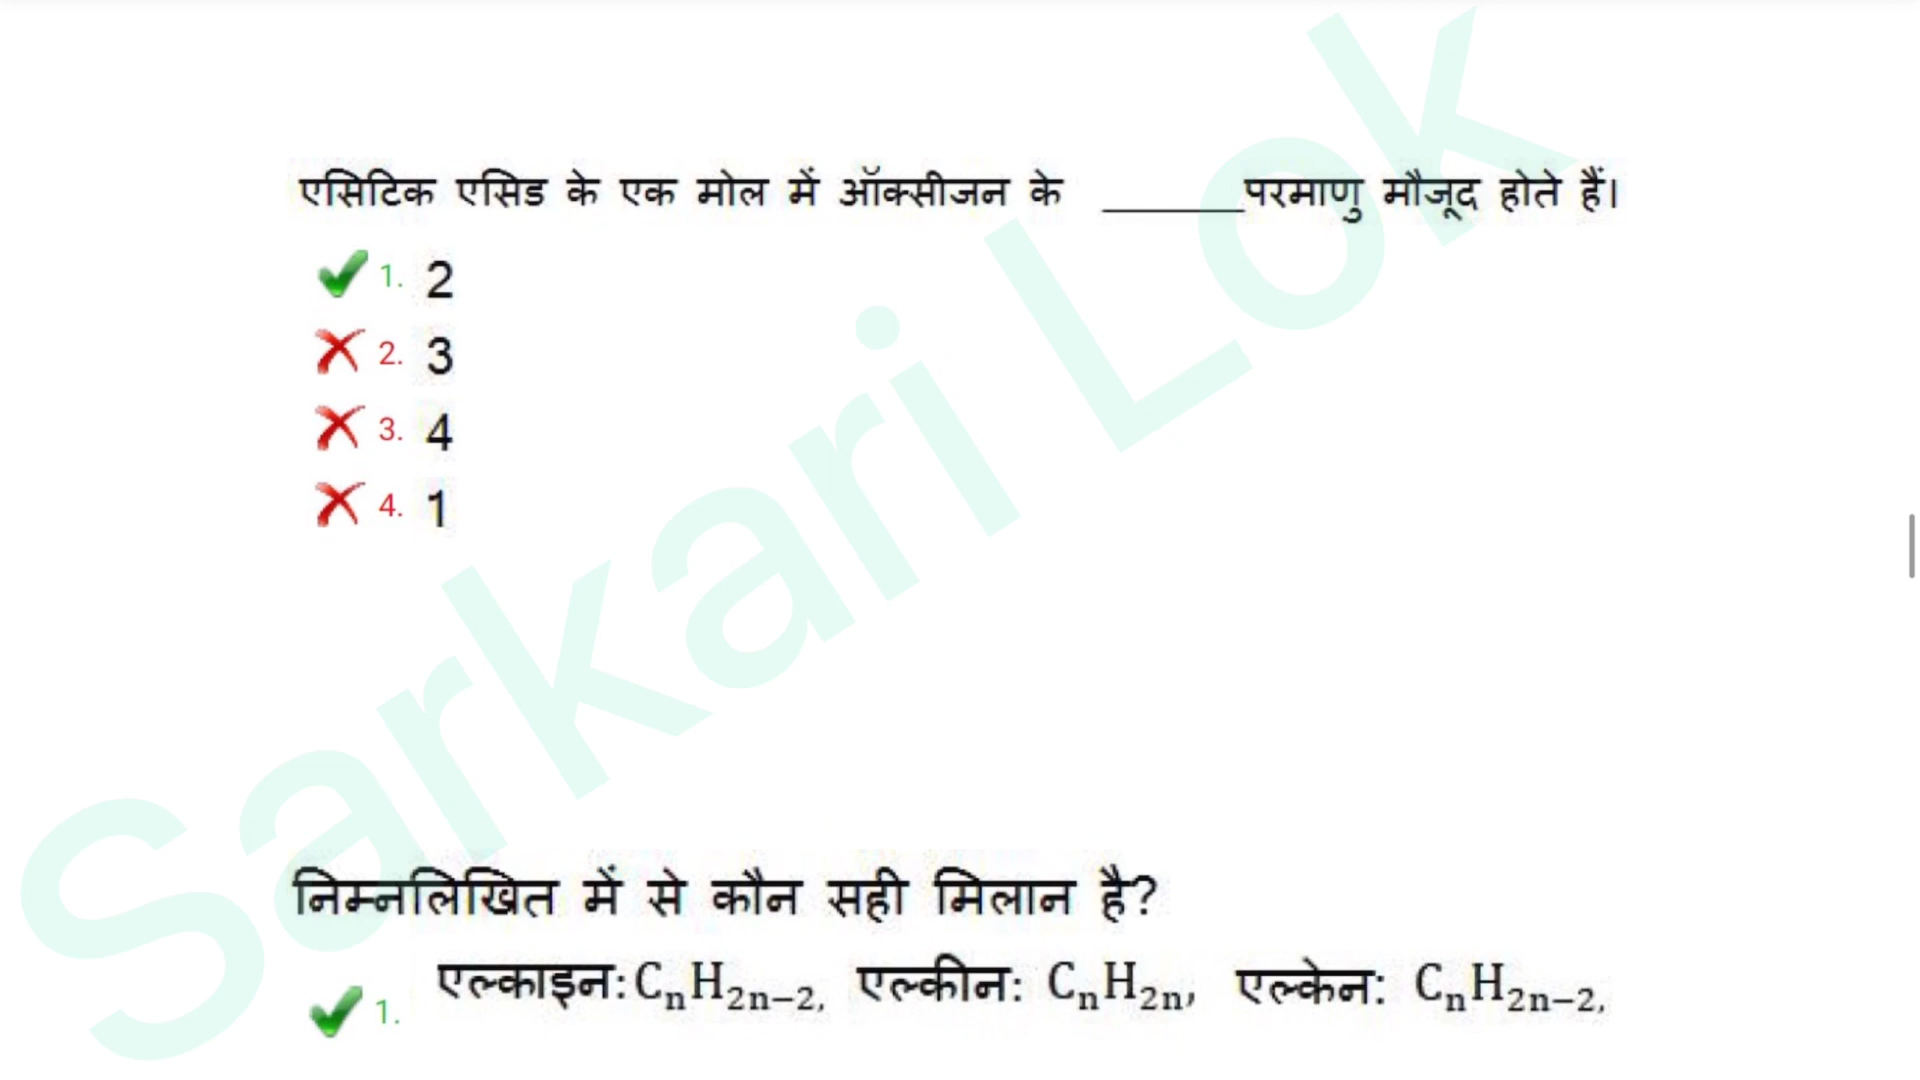 एसिटिक एसिड के एक मोल में ऑक्सीजन के ______परमाणु मौजूद होते हैं।
1. 2
2. 3
3. 4
4. 1
निम्नलिखित में से कौन सही मिलान है?
1. एल्काइन: CₙH₂ₙ₋₂, एल्कीन: CₙH₂ₙ, एल्केन: CₙH₂ₙ₋₂,
Sarkari Lok